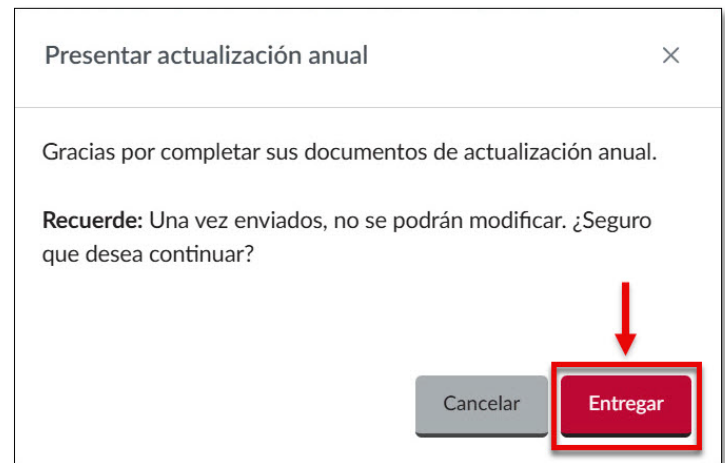 Presentar actualización anual
Gracias por completar sus documentos de actualización anual.
Recuerde: Una vez enviados, no se podrán modificar. ¿Seguro
que desea continuar?
Cancelar
Entregar